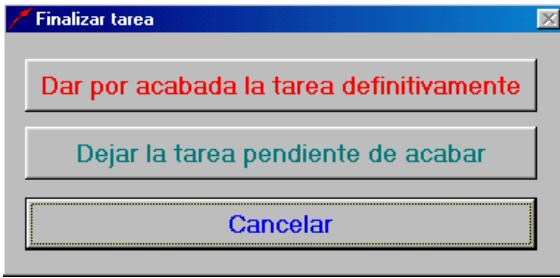 Finalizar tarea
Dar por acabada la tarea definitivamente
Dejar la tarea pendiente de acabar
Cancelar